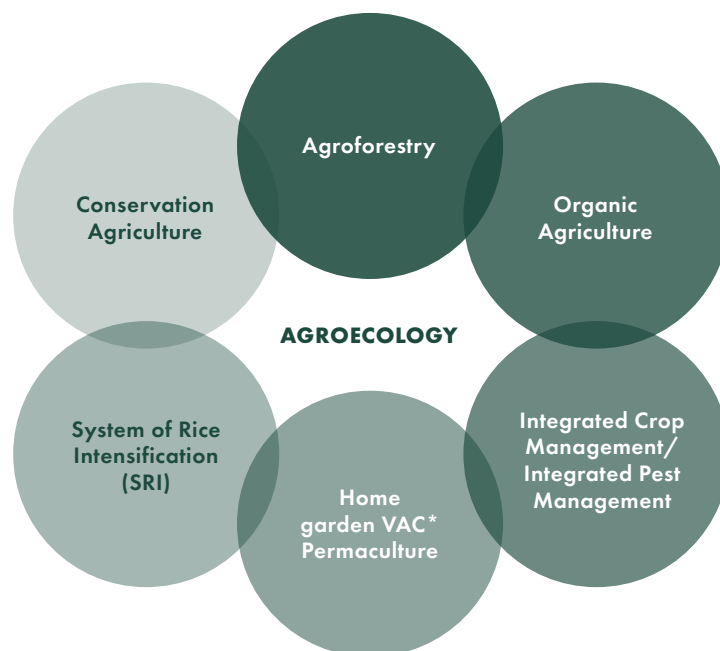 Agroforestry
Conservation
Agriculture
Organic
Agriculture
AGROECOLOGY
System of Rice
Intensification
(SRI)
Integrated Crop
Management/
Integrated Pest
Management
Home
garden VAC*
Permaculture